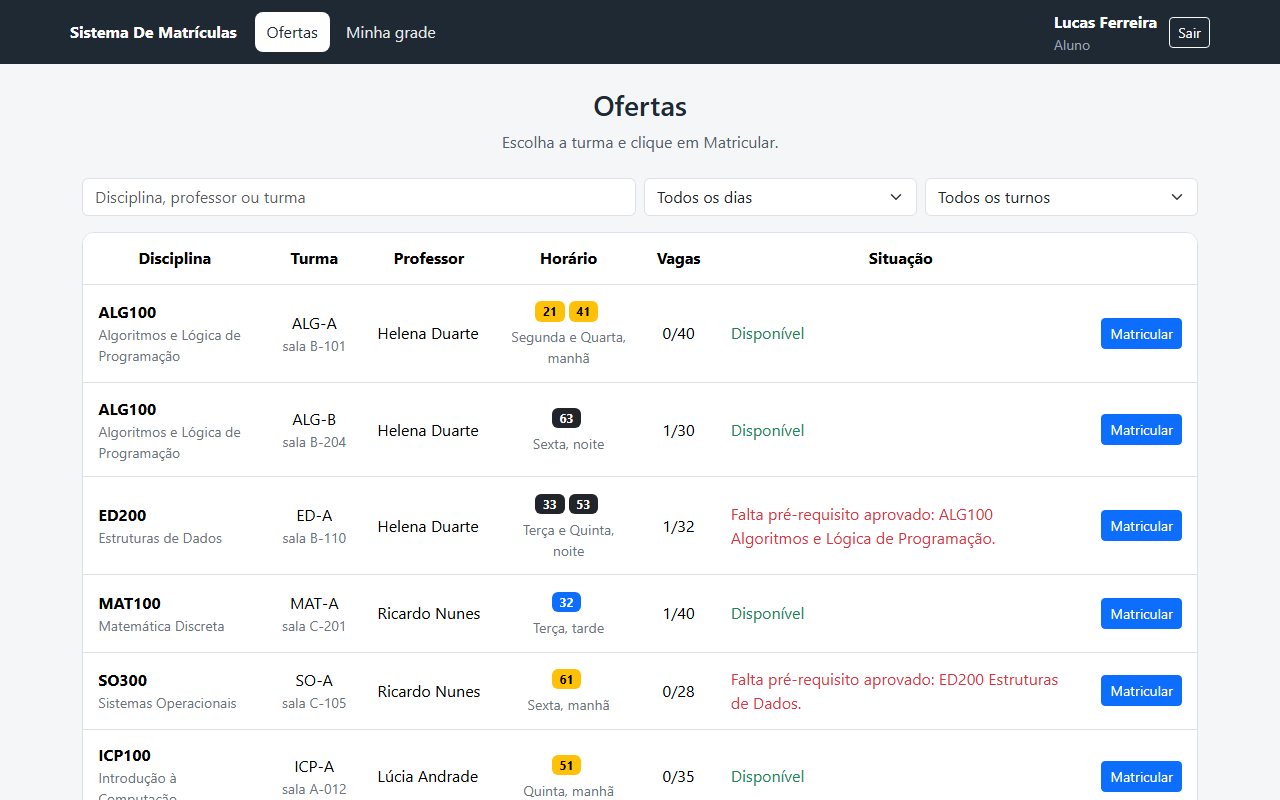 Sistema De Matrículas Ofertas Minha grade Lucas Ferreira Aluno Sair
Ofertas
Escolha a turma e clique em Matricular.
Disciplina, professor ou turma Todos os dias Todos os turnos
Disciplina Turma Professor Horário Vagas Situação
ALG100
Algoritmos e Lógica de
Programação
ALG-A
sala B-101
Helena Duarte
21 41
Segunda e Quarta,
manhã
0/40
Disponível
Matricular
ALG100
Algoritmos e Lógica de
Programação
ALG-B
sala B-204
Helena Duarte
63
Sexta, noite
1/30
Disponível
Matricular
ED200
Estruturas de Dados
ED-A
sala B-110
Helena Duarte
33 53
Terça e Quinta,
noite
1/32
Falta pré-requisito aprovado: ALG100
Algoritmos e Lógica de Programação.
Matricular
MAT100
Matemática Discreta
MAT-A
sala C-201
Ricardo Nunes
32
Terça, tarde
1/40
Disponível
Matricular
SO300
Sistemas Operacionais
SO-A
sala C-105
Ricardo Nunes
61
Sexta, manhã
0/28
Falta pré-requisito aprovado: ED200 Estruturas
de Dados.
Matricular
ICP100
Introdução à
Computação
ICP-A
sala A-012
Lúcia Andrade
51
Quinta, manhã
0/35
Disponível
Matricular